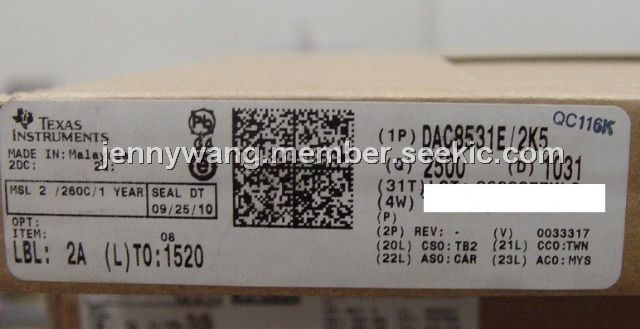 TEXAS
INSTRUMENTS
MADE IN: Malay
2DC:
MSL 2 /260C/1 YEAR
SEAL DT
09/25/10
OPT:
ITEM:
08
LBL: 2A (L)TO:1520
Pb
QC116K
(1P) DAC8531E/2K5
(Q) 2500 (D) 1031
(31T)
(4W)
(P)
(2P) REV: - (V) 0033317
(20L) CSO:TB2 (21L) CCO:TWN
(22L) ASO:CAR (23L) ACO:MYS
jennywang.member.seekic.com